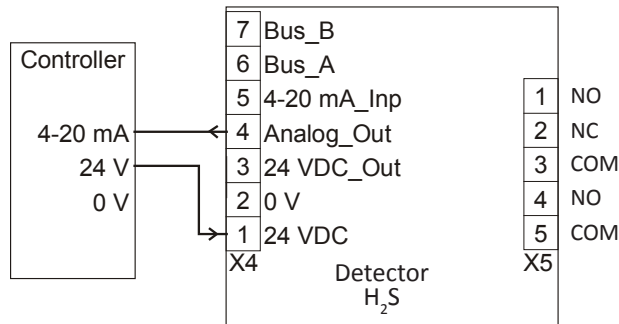 Controller
4-20 mA
24 V
0 V
7 Bus_B
6 Bus_A
5 4-20 mA_Inp
4 Analog_Out
3 24 VDC_Out
2 0 V
1 24 VDC
X4
1 NO
2 NC
3 COM
4 NO
5 COM
X5
Detector
H₂S